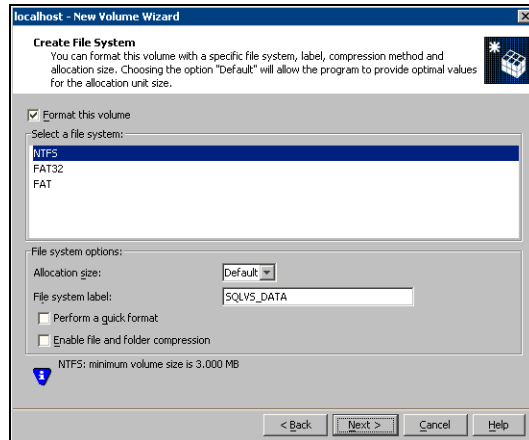 localhost - New Volume Wizard
Create File System
You can format this volume with a specific file system, label, compression method and
allocation size. Choosing the option "Default" will allow the program to provide optimal values
for the allocation unit size.
Format this volume
Select a file system:
NTFS
FAT32
FAT
File system options:
Allocation size:
Default
File system label:
SQLVS_DATA
Perform a quick format
Enable file and folder compression
NTFS: minimum volume size is 3.000 MB
< Back
Next >
Cancel
Help